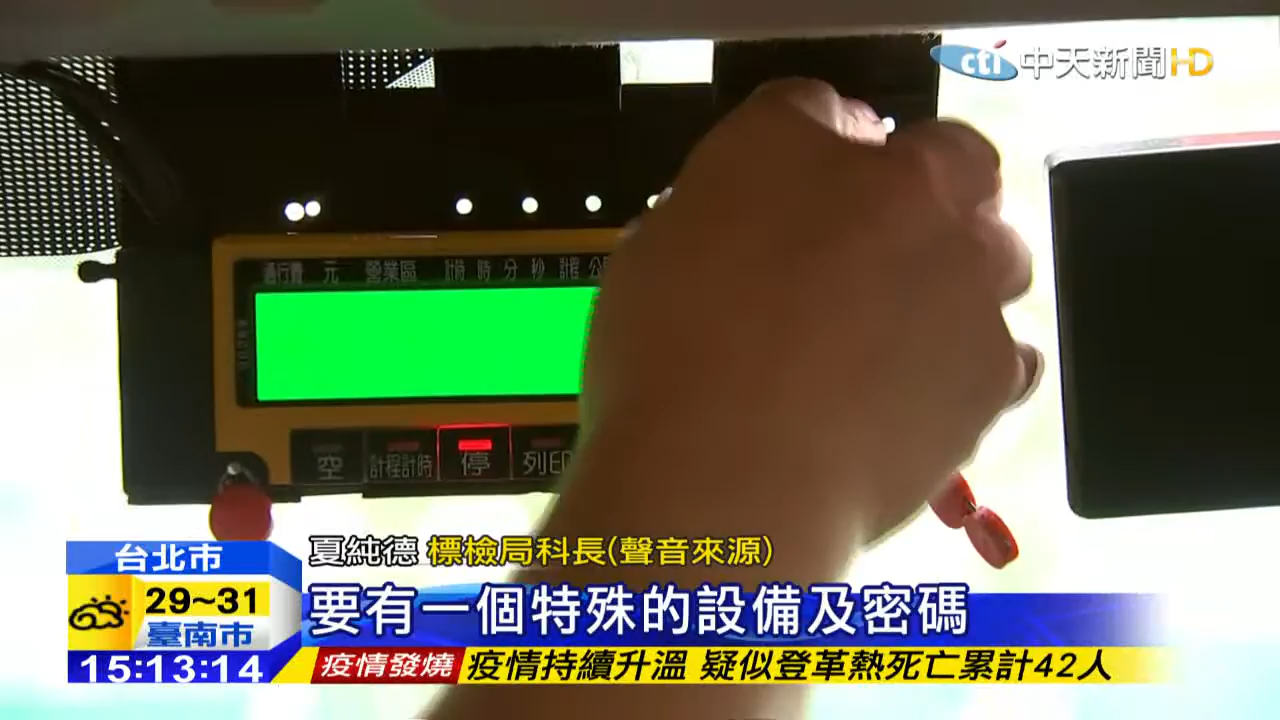 cti 中天新聞HD
通行費 元 營業區 計時 時 分 秒 計程 公
空 計程計時 停 列印
夏純德 標檢局科長(聲音來源)
要有一個特殊的設備及密碼
台北市
29~31
臺南市
15:13:14
疫情發燒 疫情持續升溫 疑似登革熱死亡累計42人